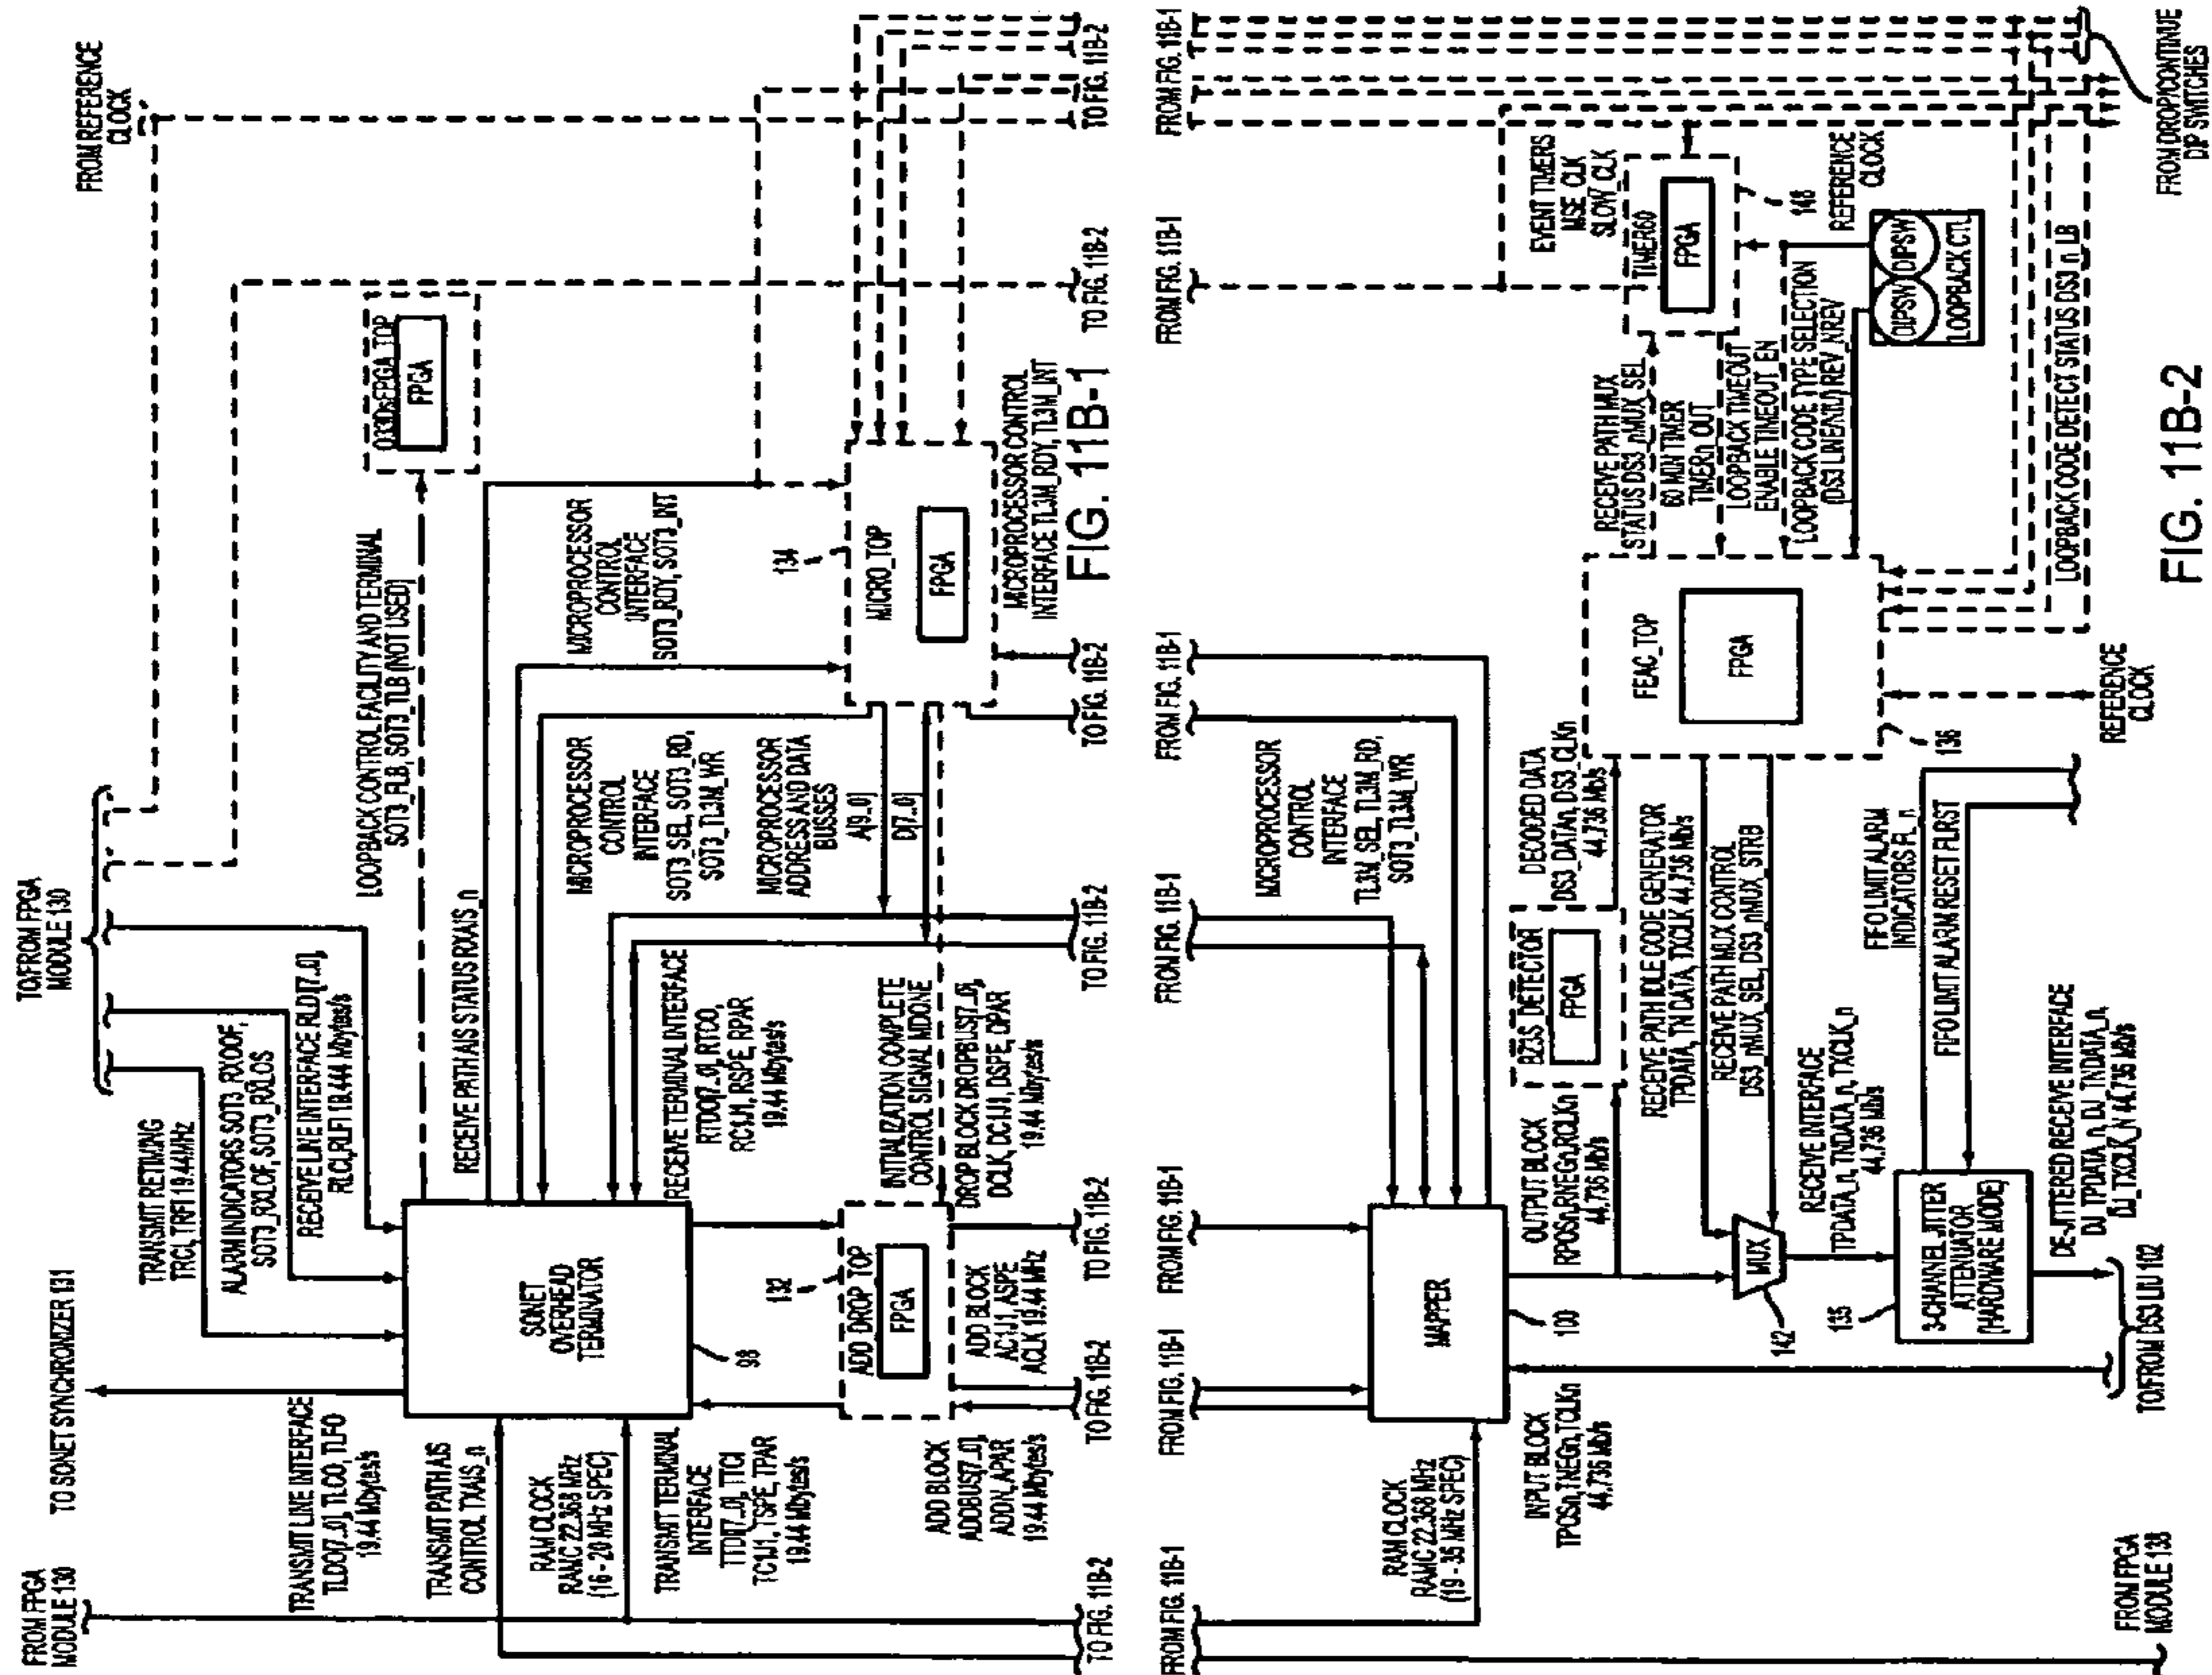 FROM FPGA
MODULE 130
TO SONET SYNCHRONIZER 131
TO/FROM FPGA
MODULE 130
FROM REFERENCE
CLOCK
TRANSMIT LINE INTERFACE
TLDO[7..0], TLCO, TLFO
19.44 Mbytes/s
TRANSMIT RETIMING
TRCI, TRFI 19.44MHz
ALARM INDICATORS SOT3_RXOOF,
SOT3_RXLOF, SOT3_RXLOS
RECEIVE LINE INTERFACE RLDI[7..0],
RLCI,RLFI 19.444 Mbytes/s
LOOPBACK CONTROL FACILITY AND TERMINAL
SOT3_FLB, SOT3_TLB (NOT USED)
O33DsFPGA_TOP
FPGA
TRANSMIT PATH AIS
CONTROL TXAIS_n
RAM CLOCK
RAMC 22.368 MHz
(16 - 20 MHz SPEC)
TRANSMIT TERMINAL
INTERFACE
TTDI[7..0], TTCI
TC1J1, TSPE, TPAR
19.44 Mbytes/s
SONET
OVERHEAD
TERMINATOR
98
RECEIVE PATH AIS STATUS RXAIS_n
MICROPROCESSOR
CONTROL
INTERFACE
SOT3_RDY, SOT3_INT
MICROPROCESSOR
CONTROL
INTERFACE
SOT3_SEL, SOT3_RD,
SOT3_TL3M_WR
MICROPROCESSOR
ADDRESS AND DATA
BUSSES
A[9..0]
D[7..0]
RECEIVE TERMINAL INTERFACE
RTDO[7..0], RTCO,
RC1J1, RSPE, RPAR
19.44 Mbytes/s
134
MICRO_TOP
FPGA
132
ADD_DROP_TOP
FPGA
INITIALIZATION COMPLETE
CONTROL SIGNAL MDONE
ADD BLOCK
ADDBUS[7..0],
ADDN, APAR
19.44 Mbytes/s
ADD BLOCK
AC1J1, ASPE
ACLK 19.44 MHz
DROP BLOCK DROPBUS[7..0],
DCLK, DC1J1, DSPE, DPAR
19.44 Mbytes/s
MICROPROCESSOR CONTROL
INTERFACE TL3M_RDY, TL3M_INT
TO FIG. 11B-2
TO FIG. 11B-2
TO FIG. 11B-2
TO FIG. 11B-2
TO FIG. 11B-2
TO FIG. 11B-2
TO FIG. 11B-2
FIG. 11B-1
FROM FIG. 11B-1
FROM FIG. 11B-1
FROM FIG. 11B-1
FROM FIG. 11B-1
FROM FIG. 11B-1
FROM FIG. 11B-1
FROM FIG. 11B-1
RAM CLOCK
RAMC 22.368 MHz
(19 - 35 MHz SPEC)
MAPPER
100
MICROPROCESSOR
CONTROL
INTERFACE
TL3M_SEL, TL3M_RD,
SOT3_TL3M_WR
EVENT TIMERS
MSE_CLK
SLOW_CLK
TIMER60
FPGA
148
INPUT BLOCK
TPOSn,TNEGn,TCLKn
44.736 Mb/s
OUTPUT BLOCK
RPOSn,RNEGn,RCLKn
44.736 Mb/s
BZ3S DETECTOR
FPGA
DECODED DATA
DS3_DATAn, DS3_CLKn
44.736 Mb/s
FEAC_TOP
FPGA
136
RECEIVE PATH MUX
STATUS DS3_nMUX_SEL
60 MIN TIMER
TIMERn_OUT
LOOPBACK TIMEOUT
ENABLE TIMEOUT_EN
LOOPBACK CODE TYPE SELECTION
(DS3 LINE/NIU) REV_NREV
REFERENCE
CLOCK
DIPSW
DIPSW
LOOPBACK CTL
RECEIVE PATH IDLE CODE GENERATOR
TPDATA, TN DATA, TXCLK 44.736 Mb/s
RECEIVE PATH MUX CONTROL
DS3_nMUX_SEL, DS3_nMUX_STRB
MUX
142
RECEIVE INTERFACE
TPDATA_n, TNDATA_n, TXCLK_n
44.736 Mb/s
135
3-CHANNEL JITTER
ATTENUATOR
(HARDWARE MODE)
FIFO LIMIT ALARM
INDICATORS FL_n
FIFO LIMIT ALARM RESET FLRST
LOOPBACK CODE DETECT STATUS DS3_n_LB
REFERENCE
CLOCK
DE-JITTERED RECEIVE INTERFACE
DJ_TPDATA_n, DJ_TNDATA_n,
DJ_TXCLK_N 44.736 Mb/s
FROM FPGA
MODULE 138
TO/FROM DS3 LIU 102
FROM DROP/CONTINUE
DIP SWITCHES
FIG. 11B-2